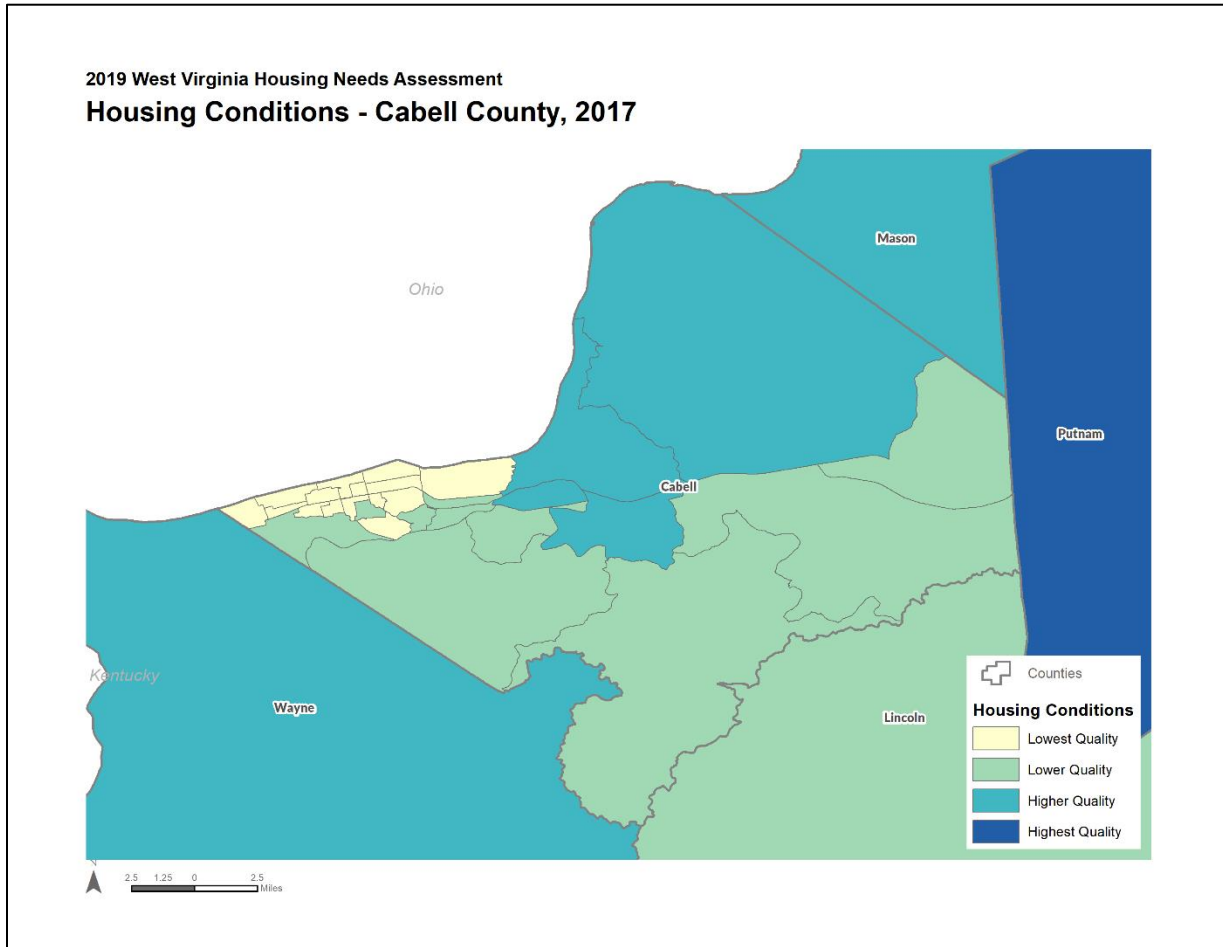 2019 West Virginia Housing Needs Assessment
Housing Conditions - Cabell County, 2017
Mason
Ohio
Putnam
Cabell
Kentucky
Wayne
Lincoln
Counties
Housing Conditions
Lowest Quality
Lower Quality
Higher Quality
Highest Quality
N
2.5 1.25 0 2.5
Miles